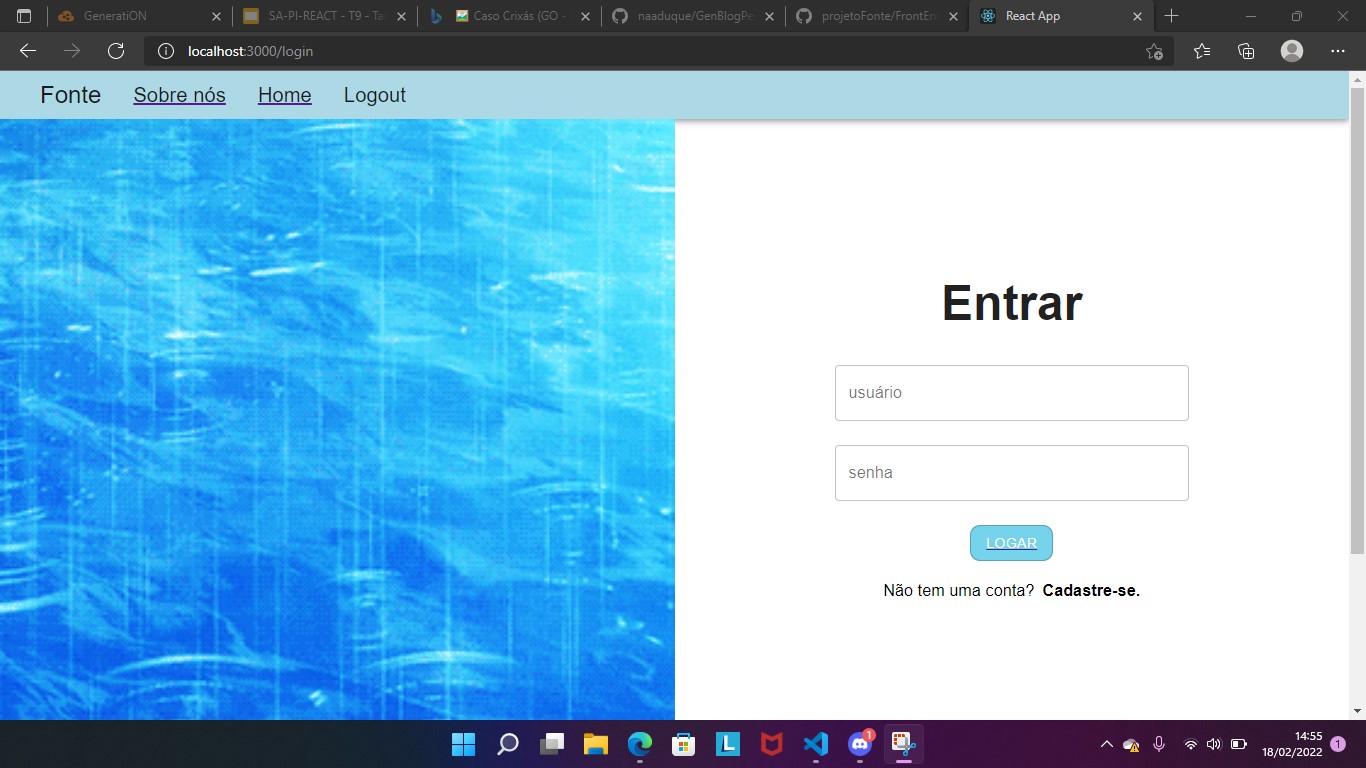 GeneratiON
SA-PI-REACT - T9 - Ta
Caso Crixás (GO -
naaduque/GenBlogPe
projetoFonte/FrontEn
React App
localhost:3000/login
Fonte Sobre nós Home Logout
Entrar
usuário
senha
LOGAR
Não tem uma conta? Cadastre-se.
L
1
14:55
18/02/2022
1